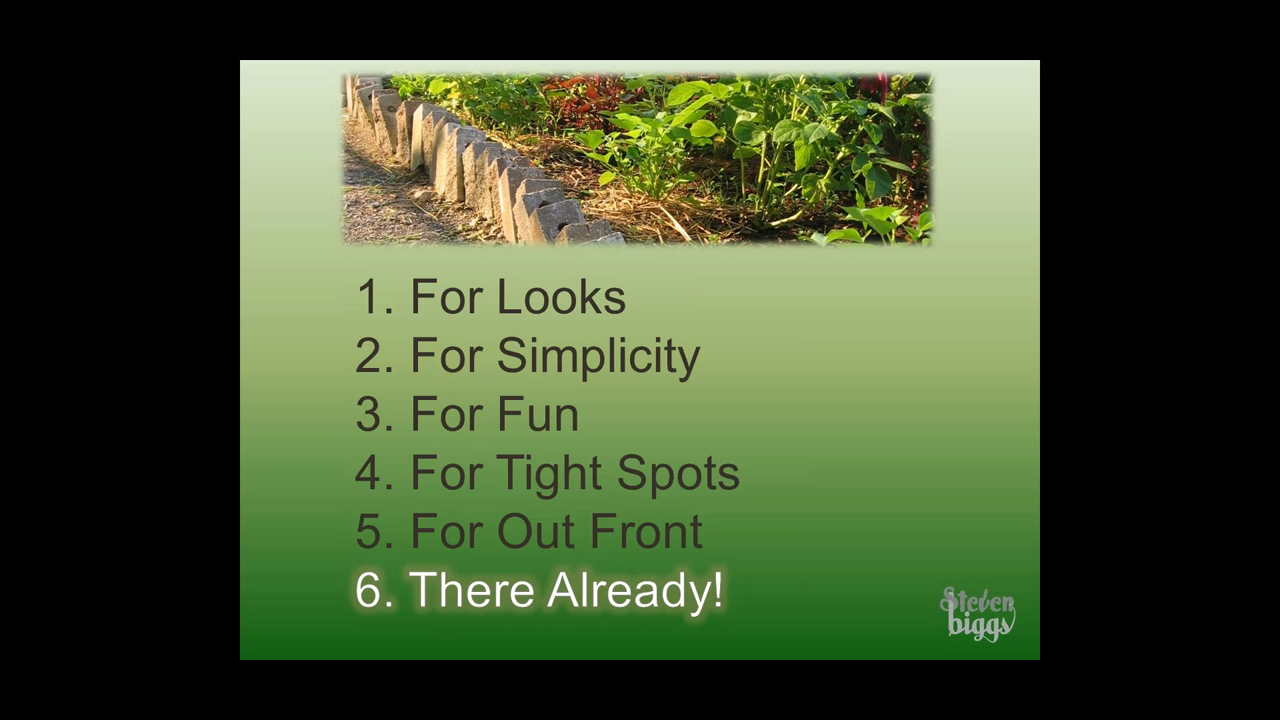 1. For Looks
2. For Simplicity
3. For Fun
4. For Tight Spots
5. For Out Front
6. There Already!
Steven
biggs